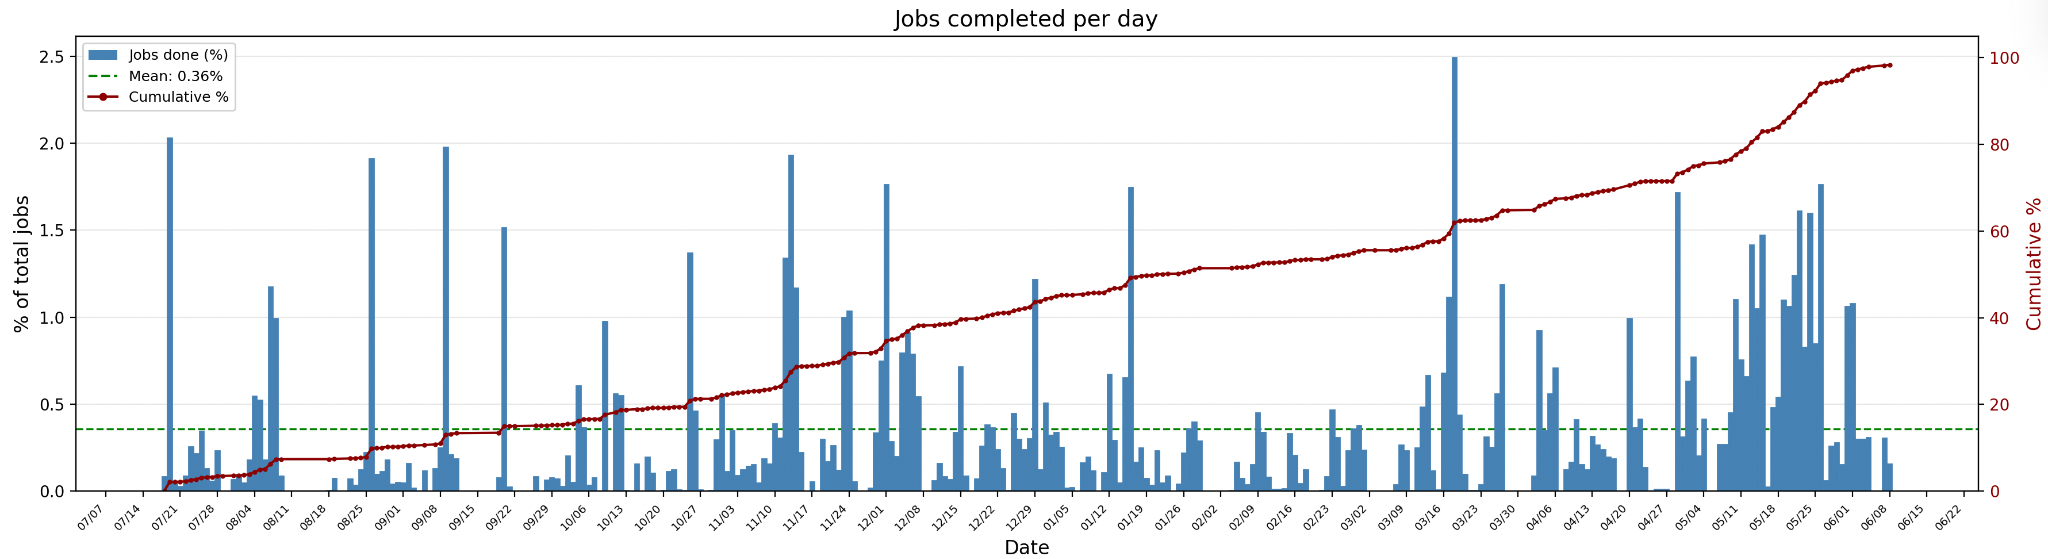 Jobs completed per day
Jobs done (%)
Mean: 0.36%
Cumulative %
% of total jobs
2.5
2.0
1.5
1.0
0.5
0.0
Cumulative %
100
80
60
40
20
0
07/07 07/14 07/21 07/28 08/04 08/11 08/18 08/25 09/01 09/08 09/15 09/22 09/29 10/06 10/13 10/20 10/27 11/03 11/10 11/17 11/24 12/01 12/08 12/15 12/22 12/29 01/05 01/12 01/19 01/26 02/02 02/09 02/16 02/23 03/02 03/09 03/16 03/23 03/30 04/06 04/13 04/20 04/27 05/04 05/11 05/18 05/25 06/01 06/08 06/15 06/22
Date